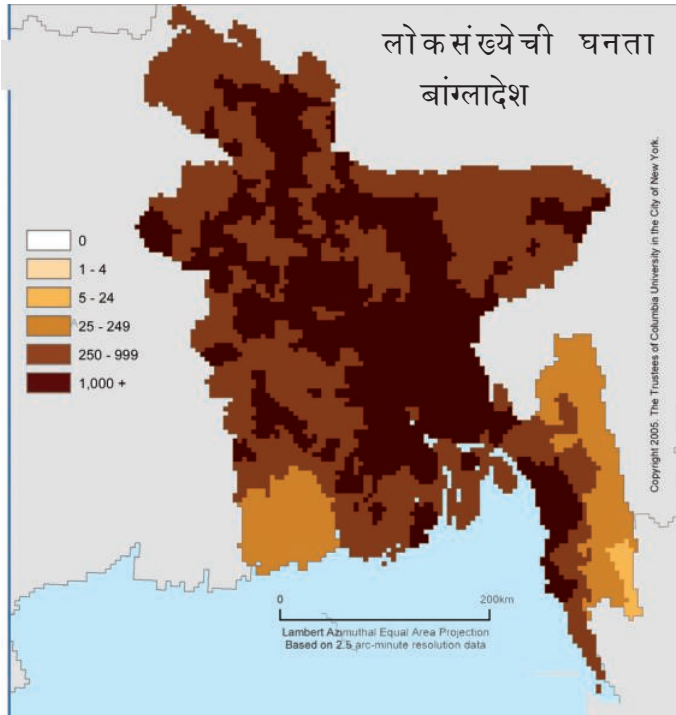 लोकसंख्येची घनता
बांग्लादेश
0
1 - 4
5 - 24
25 - 249
250 - 999
1,000 +
Copyright 2005. The Trustees of Columbia University in the City of New York.
0 200km
Lambert Azimuthal Equal Area Projection
Based on 2.5 arc-minute resolution data